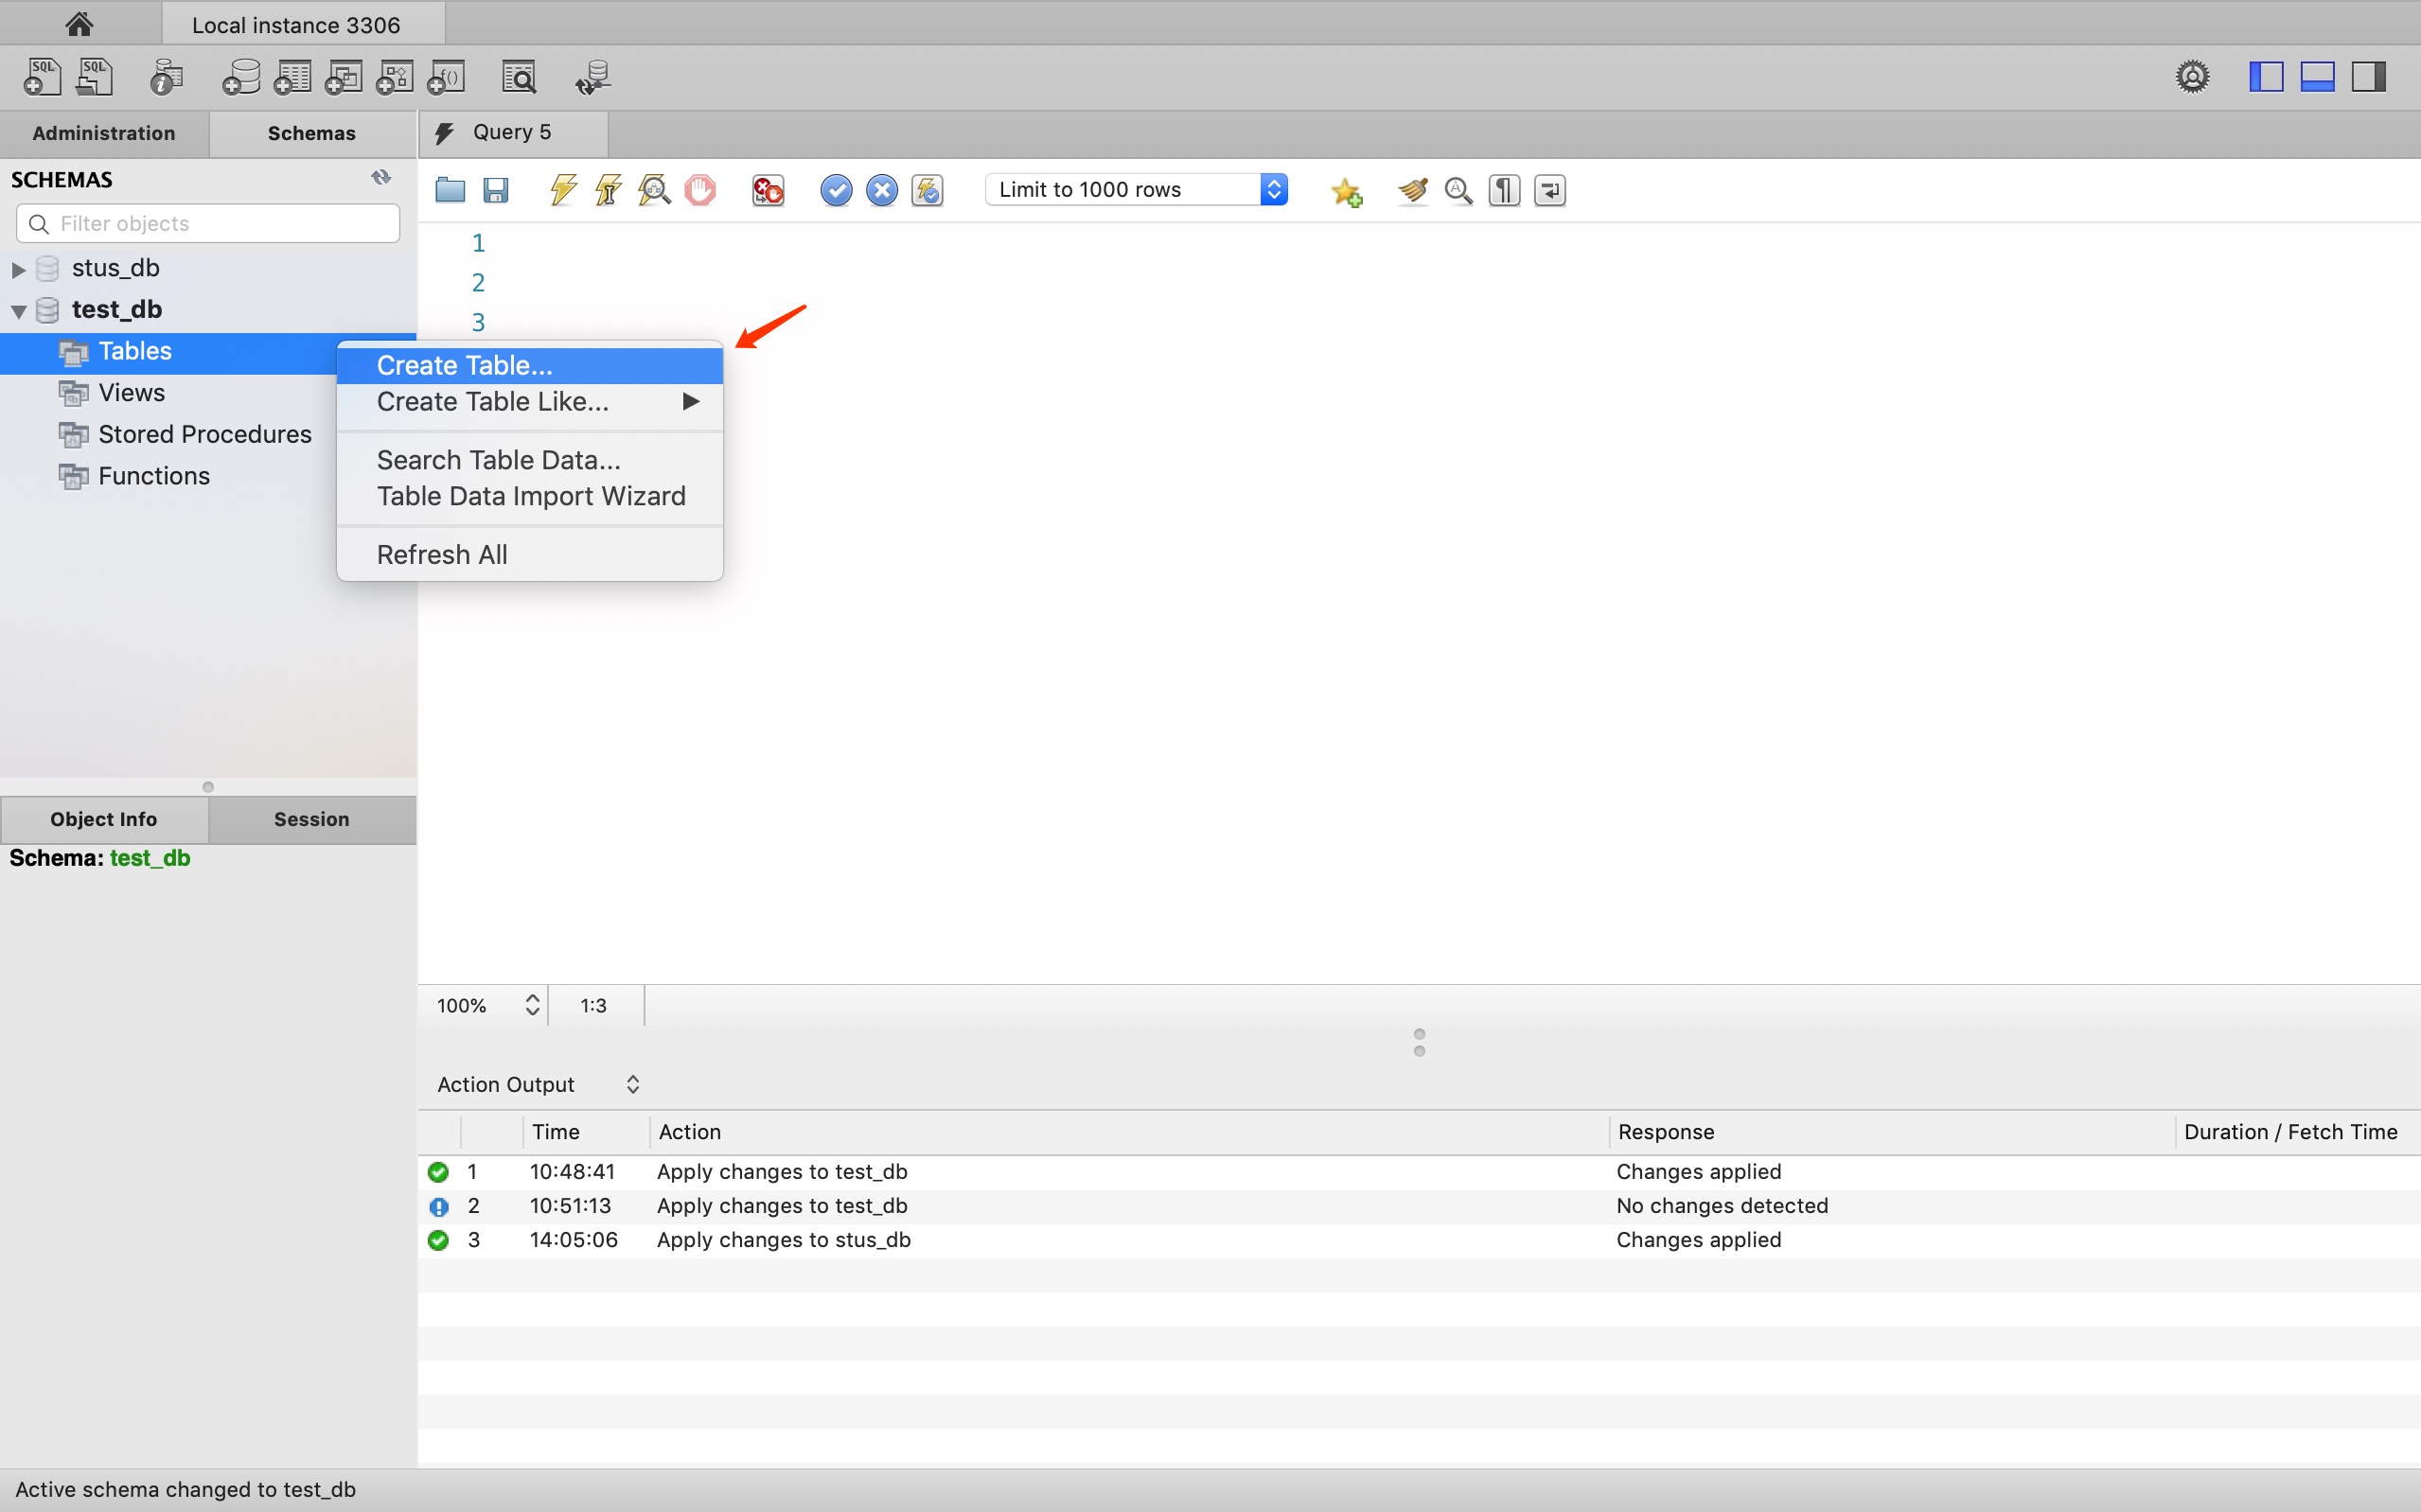 Local instance 3306
SQL SQL i f()
Administration Schemas Query 5
SCHEMAS
Filter objects
Limit to 1000 rows
stus_db
test_db
Tables
Views
Stored Procedures
Functions
1
2
3
Create Table...
Create Table Like...
Search Table Data...
Table Data Import Wizard
Refresh All
Object Info Session
Schema: test_db
100% 1:3
Action Output
Time Action Response Duration / Fetch Time
1 10:48:41 Apply changes to test_db Changes applied
2 10:51:13 Apply changes to test_db No changes detected
3 14:05:06 Apply changes to stus_db Changes applied
Active schema changed to test_db